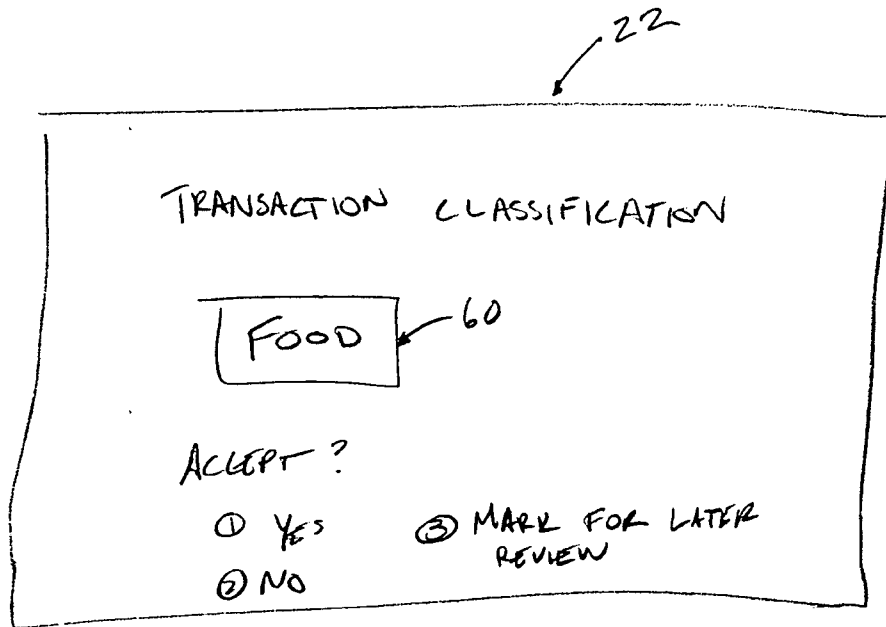 22
TRANSACTION CLASSIFICATION
FOOD
60
ACCEPT?
① YES ③ MARK FOR LATER
REVIEW
② NO